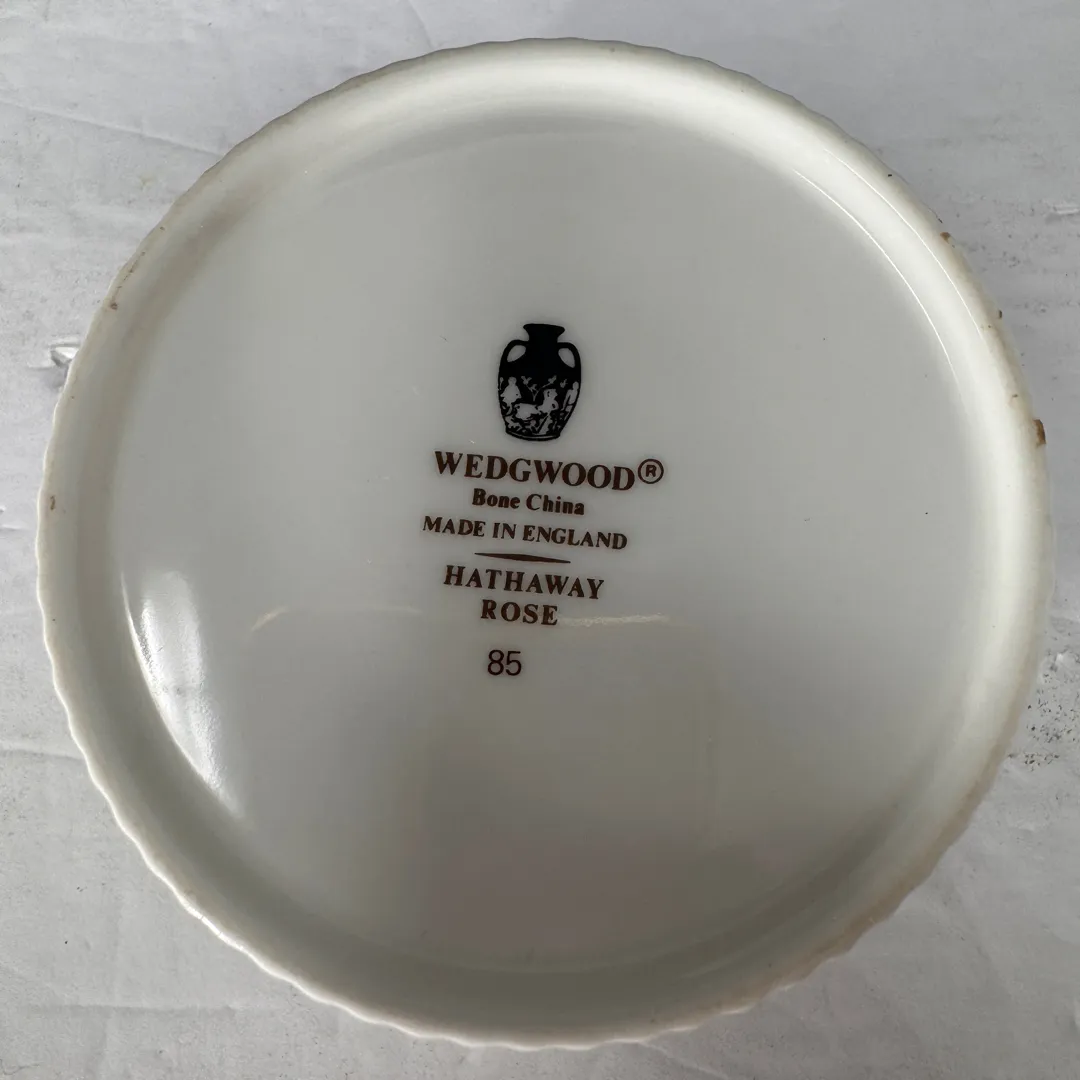 WEDGWOOD®
Bone China
MADE IN ENGLAND
HATHAWAY
ROSE
85